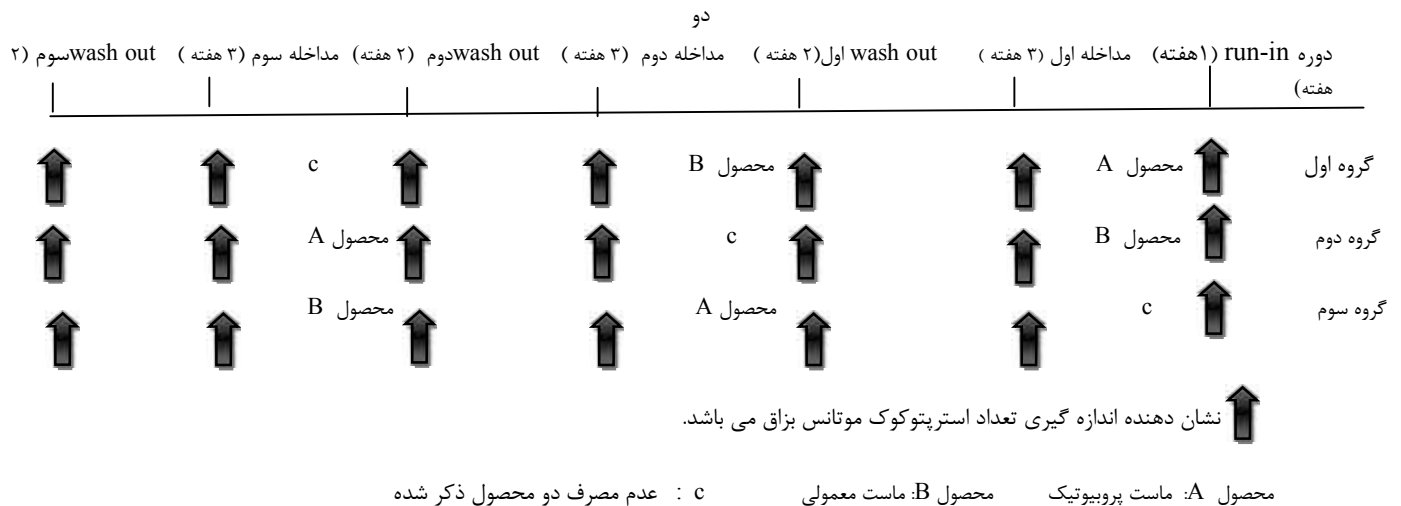 دو
دوره run-in (۱هفته) مداخله اول (۳ هفته ) wash out اول(۲ هفته ) مداخله دوم (۳ هفته ) wash outدوم (۲ هفته) مداخله سوم (۳ هفته ) wash outسوم (۲
هفته)
گروه اول محصول A محصول B c
گروه دوم محصول B c محصول A
گروه سوم c محصول A محصول B
نشان دهنده اندازه گیری تعداد استرپتوکوک موتانس بزاق می باشد.
محصول A: ماست پروبیوتیک محصول B: ماست معمولی c : عدم مصرف دو محصول ذکر شده